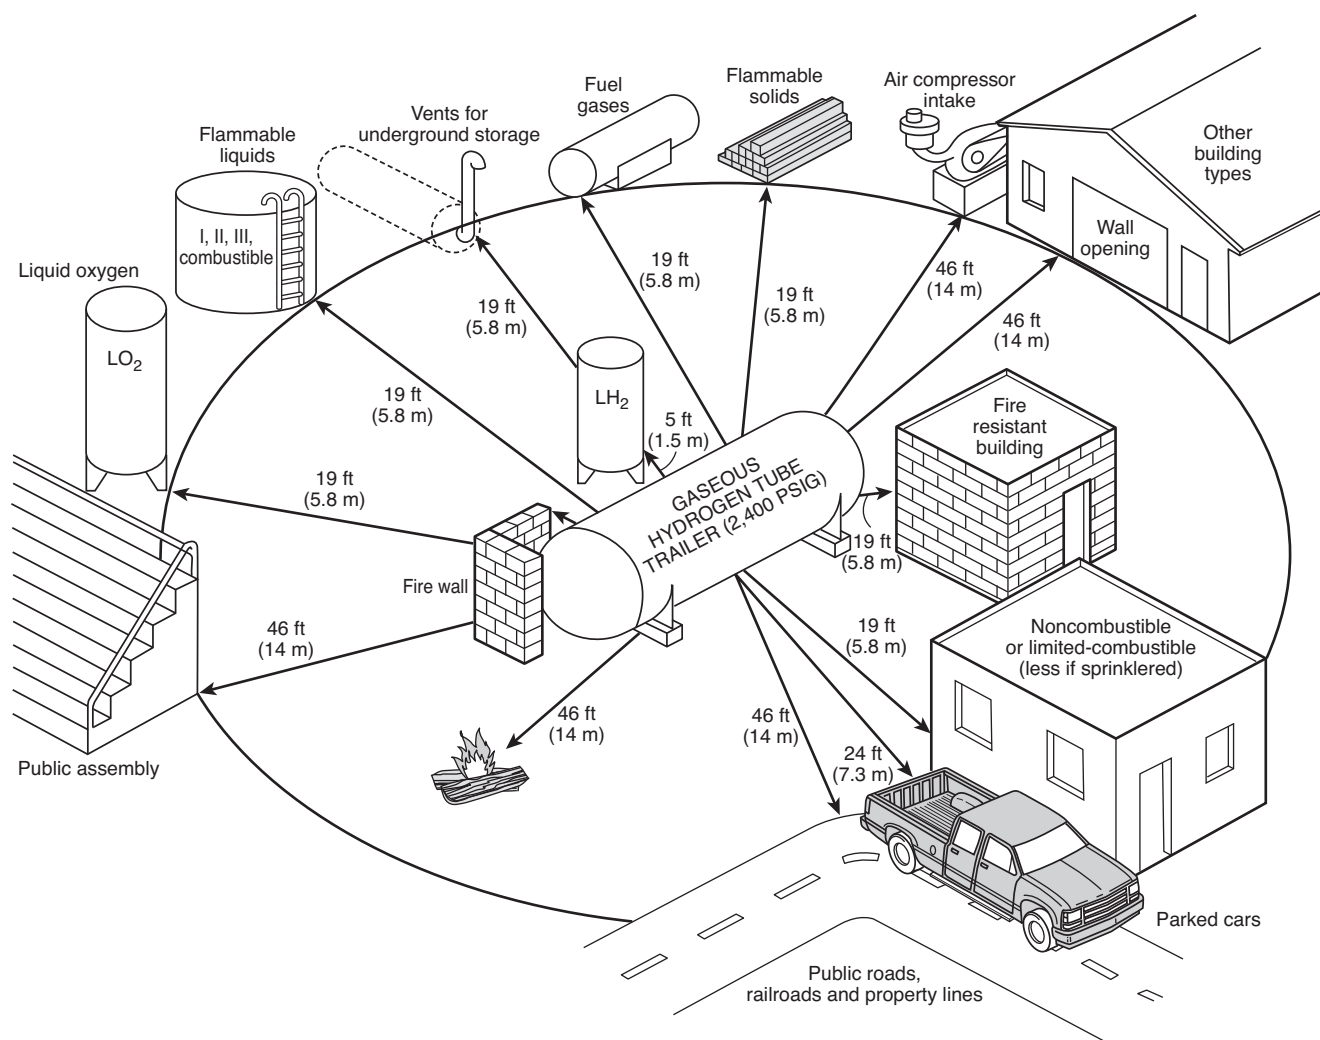 Fuel
gases
Flammable
solids
Air compressor
intake
Vents for
underground storage
Flammable
liquids
Other
building
types
I, II, III,
combustible
Wall
opening
Liquid oxygen
19 ft
(5.8 m)
46 ft
(14 m)
19 ft
(5.8 m)
19 ft
(5.8 m)
46 ft
(14 m)
LO2
LH2
19 ft
(5.8 m)
5 ft
(1.5 m)
Fire
resistant
building
19 ft
(5.8 m)
GASEOUS
HYDROGEN TUBE
TRAILER (2,400 PSIG)
19 ft
(5.8 m)
Fire wall
46 ft
(14 m)
19 ft
(5.8 m)
Noncombustible
or limited-combustible
(less if sprinklered)
46 ft
(14 m)
46 ft
(14 m)
24 ft
(7.3 m)
Public assembly
Parked cars
Public roads,
railroads and property lines